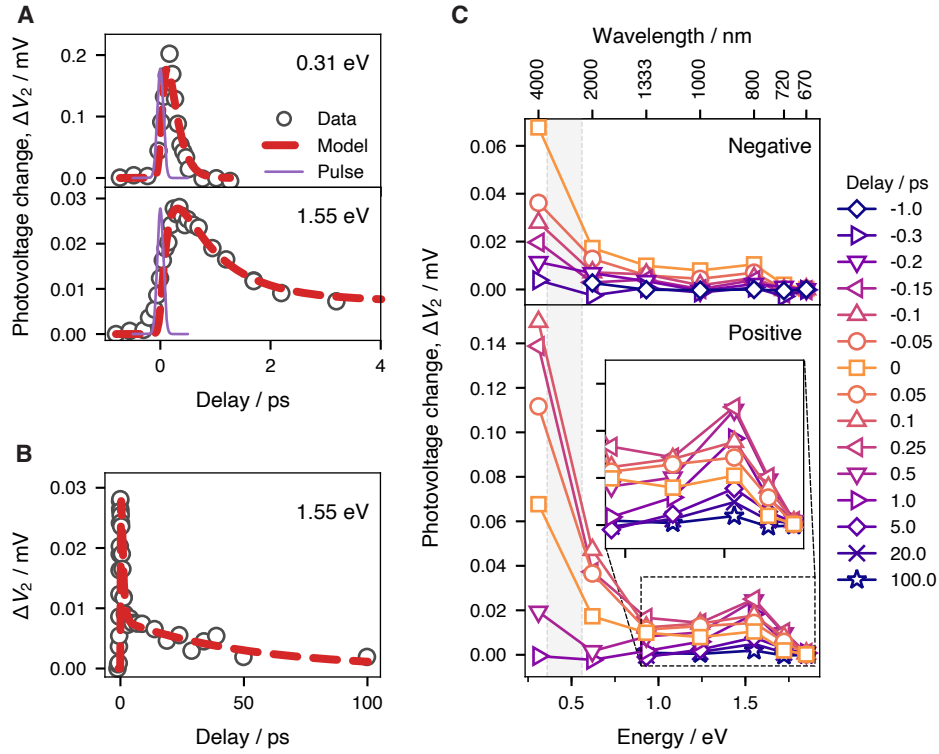 A
0.31 eV
Data
Model
Pulse
0.2
0.1
0.0
1.55 eV
0.03
0.02
0.01
0.00
Photovoltage change, ΔV2 / mV
0
2
4
Delay / ps
B
1.55 eV
0.03
0.02
0.01
0.00
ΔV2 / mV
0
50
100
Delay / ps
C
Wavelength / nm
4000
2000
1333
1000
800
720
670
Negative
0.06
0.04
0.02
0.00
Positive
0.14
0.12
0.10
0.08
0.06
0.04
0.02
0.00
Photovoltage change, ΔV2 / mV
0.5
1.0
1.5
Energy / eV
Delay / ps
-1.0
-0.3
-0.2
-0.15
-0.1
-0.05
0
0.05
0.1
0.25
0.5
1.0
5.0
20.0
100.0